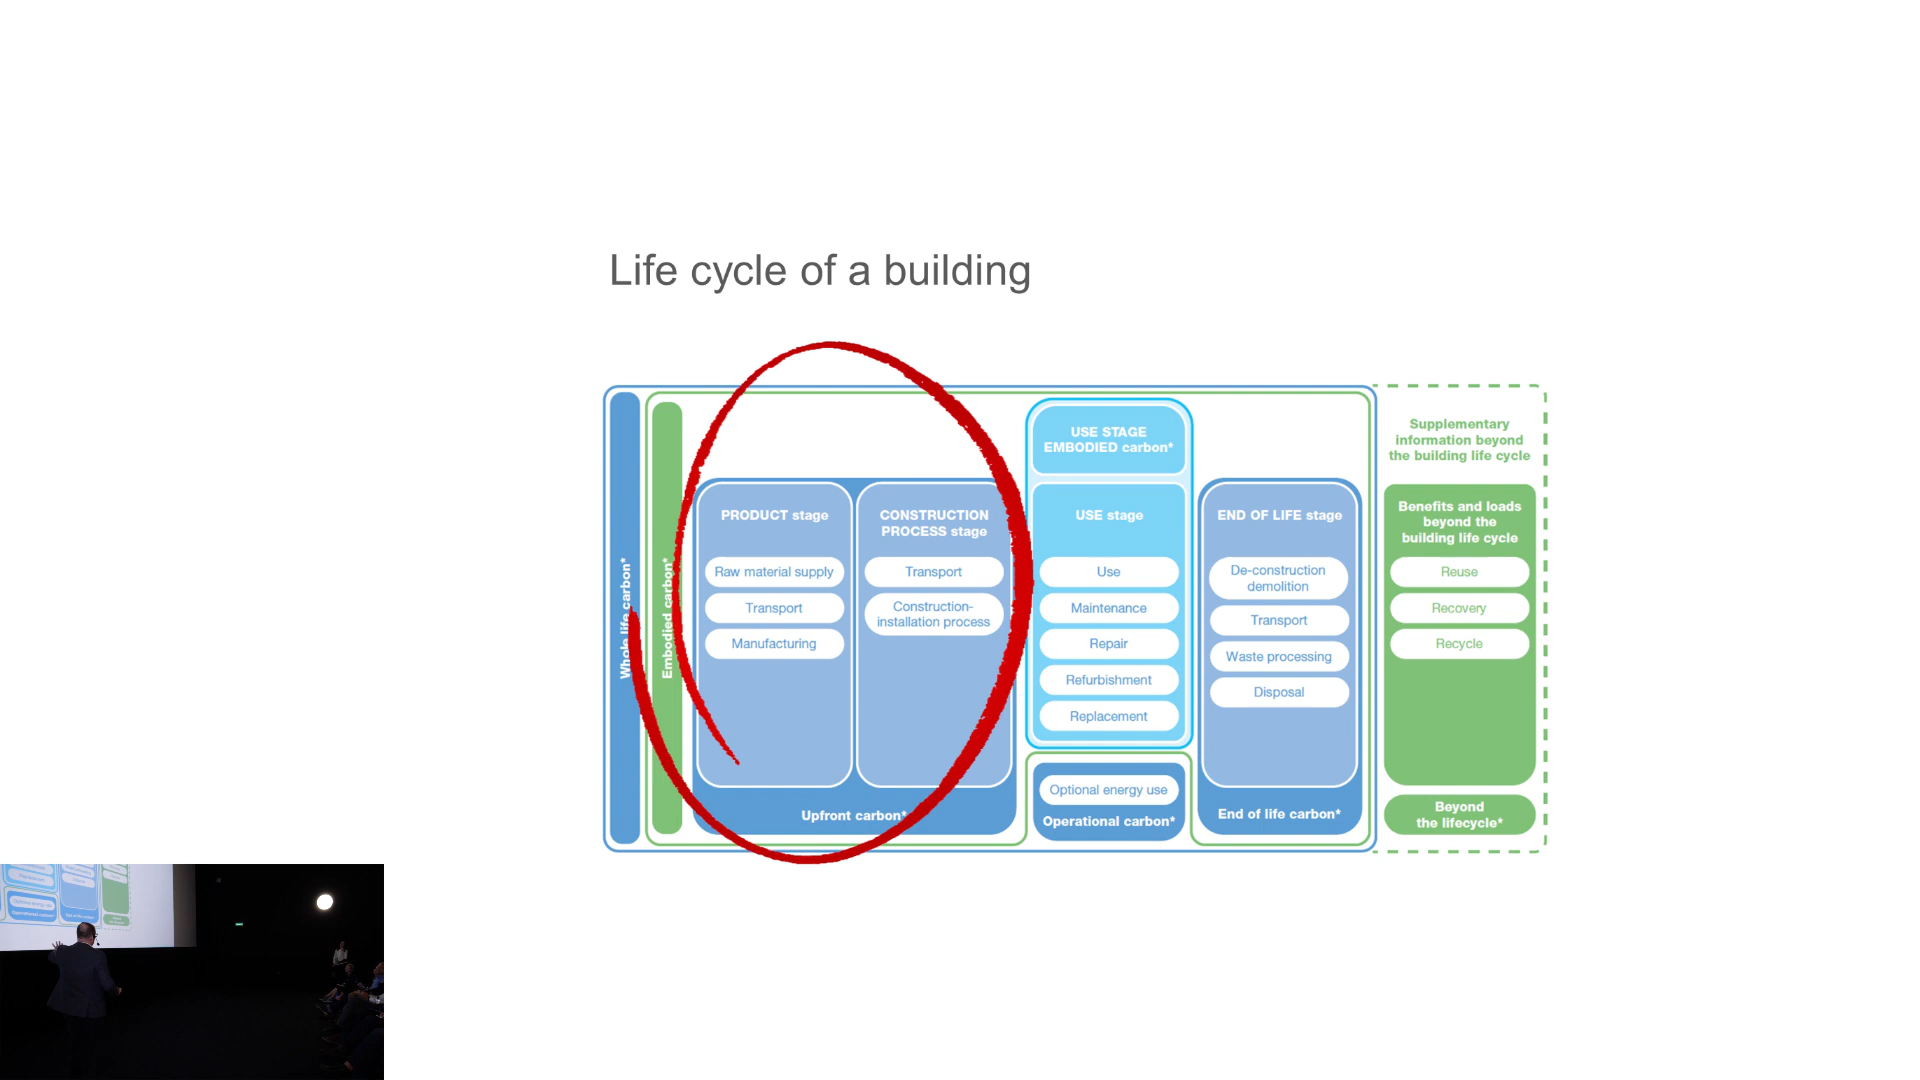 Life cycle of a building
Whole life carbon*
Embodied carbon*
PRODUCT stage
Raw material supply
Transport
Manufacturing
CONSTRUCTION
PROCESS stage
Transport
Construction-
installation process
Upfront carbon*
USE STAGE
EMBODIED carbon*
USE stage
Use
Maintenance
Repair
Refurbishment
Replacement
Optional energy use
Operational carbon*
END OF LIFE stage
De-construction
demolition
Transport
Waste processing
Disposal
End of life carbon*
Supplementary
information beyond
the building life cycle
Benefits and loads
beyond the
building life cycle
Reuse
Recovery
Recycle
Beyond
the lifecycle*